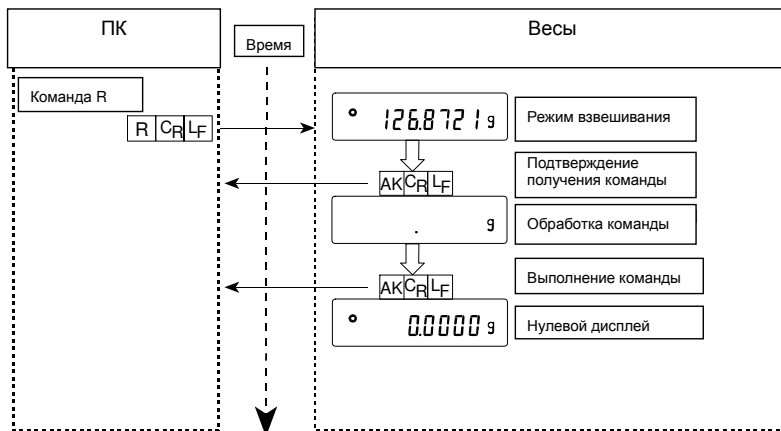 ПК
Время
Весы
Команда R
R CR LF
126.8721 g
Режим взвешивания
Подтверждение
получения команды
AK CR LF
. g
Обработка команды
Выполнение команды
AK CR LF
0.0000 g
Нулевой дисплей